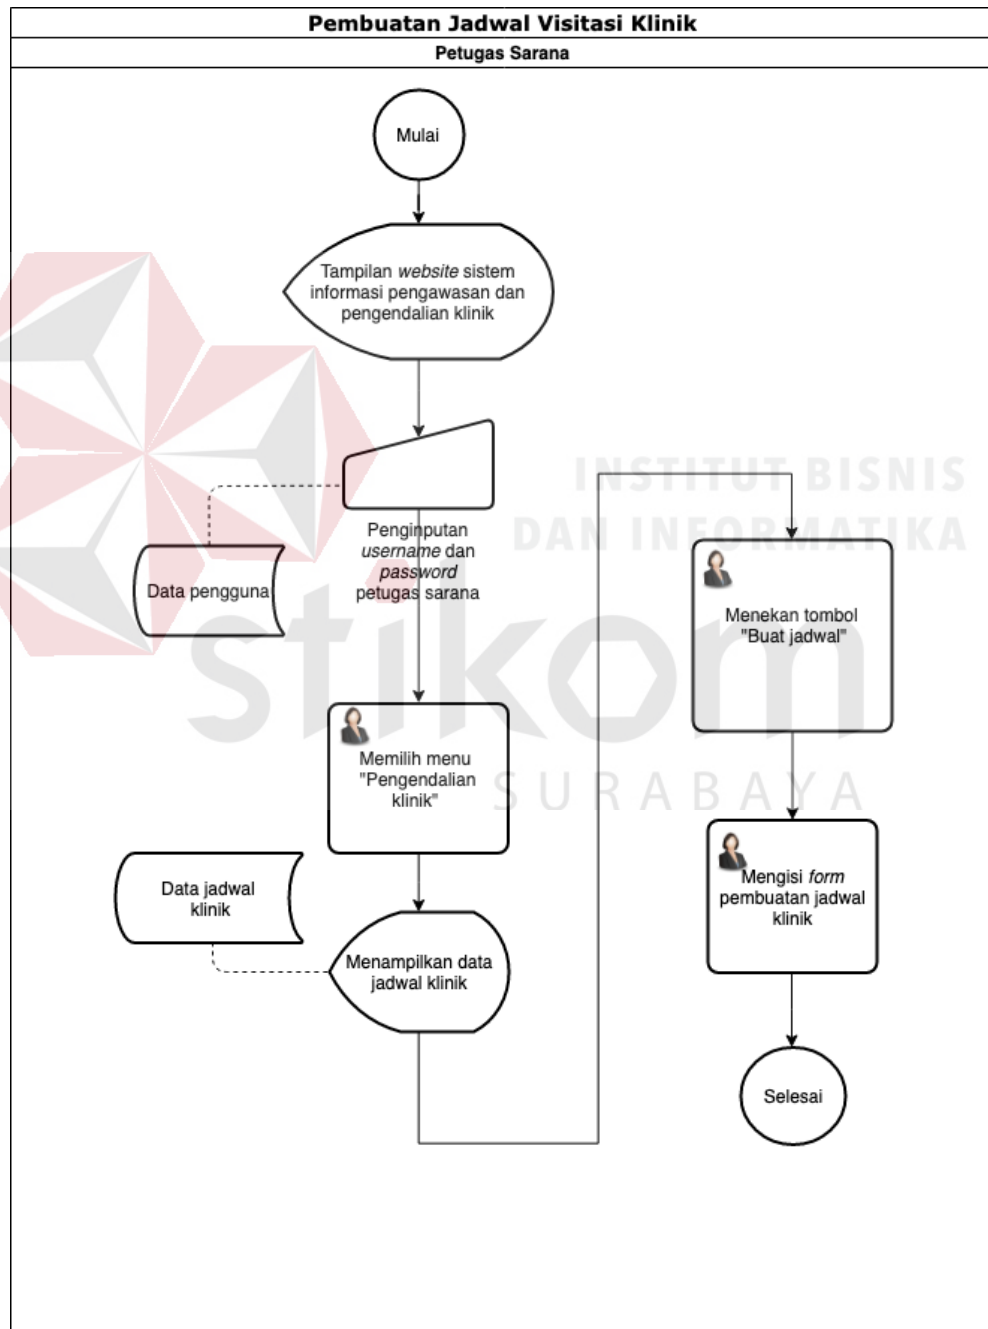 Pembuatan Jadwal Visitasi Klinik
Petugas Sarana
Mulai
Tampilan website sistem
informasi pengawasan dan
pengendalian klinik
Penginputan
username dan
password
petugas sarana
Data pengguna
Memilih menu
"Pengendalian
klinik"
Data jadwal
klinik
Menampilkan data
jadwal klinik
Menekan tombol
"Buat jadwal"
Mengisi form
pembuatan jadwal
klinik
Selesai
INSTITUT BISNIS
DAN INFORMATIKA
stikom
SURABAYA